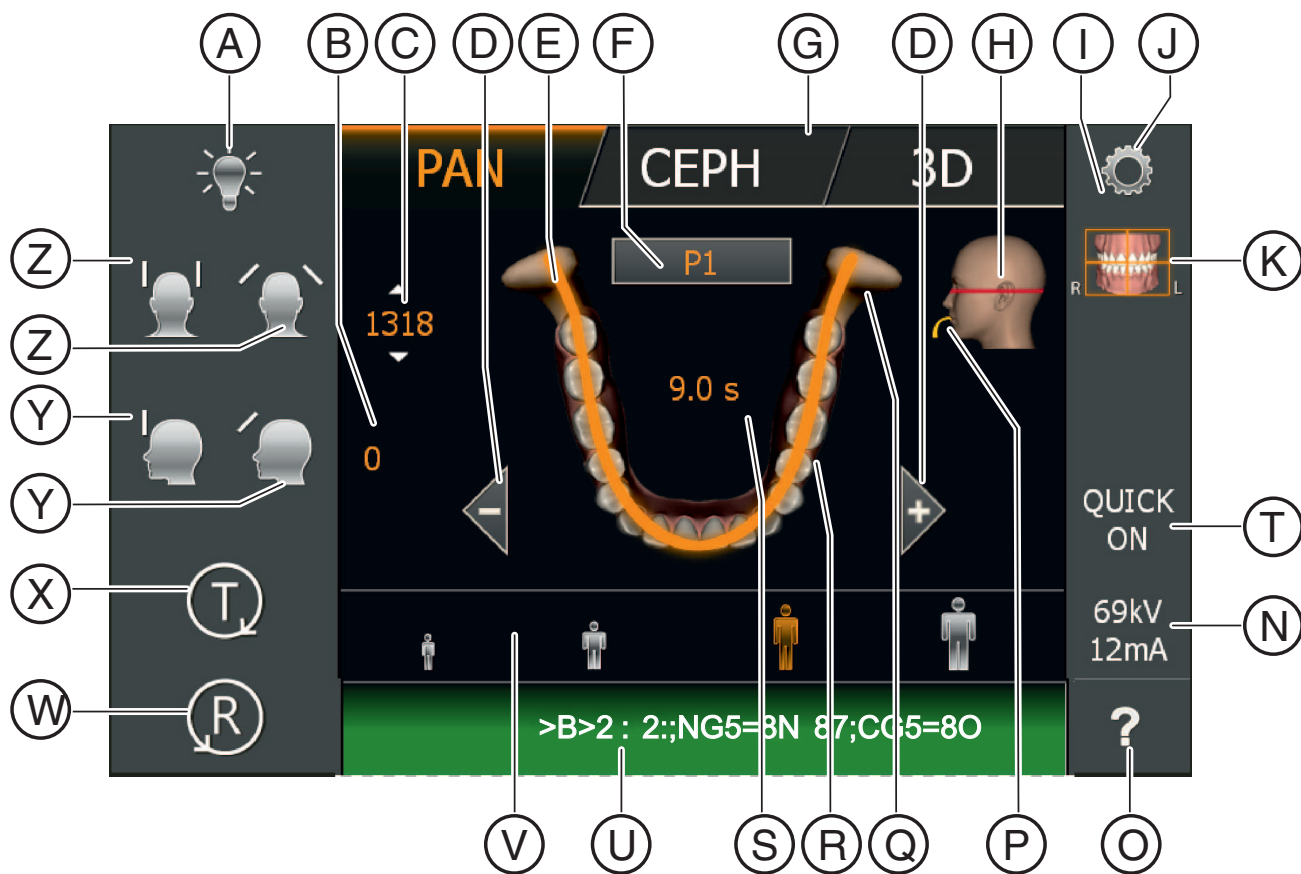 A B C D E F G D H I J
PAN CEPH 3D
P1
Z K
R L
1318
Z
9.0 s
Y
0
QUICK
ON
T
Y
- +
X T
69kV
12mA
N
W R
>B>2 : 2:;NG5=8N 87;CG5=8O
?
V U S R Q P O